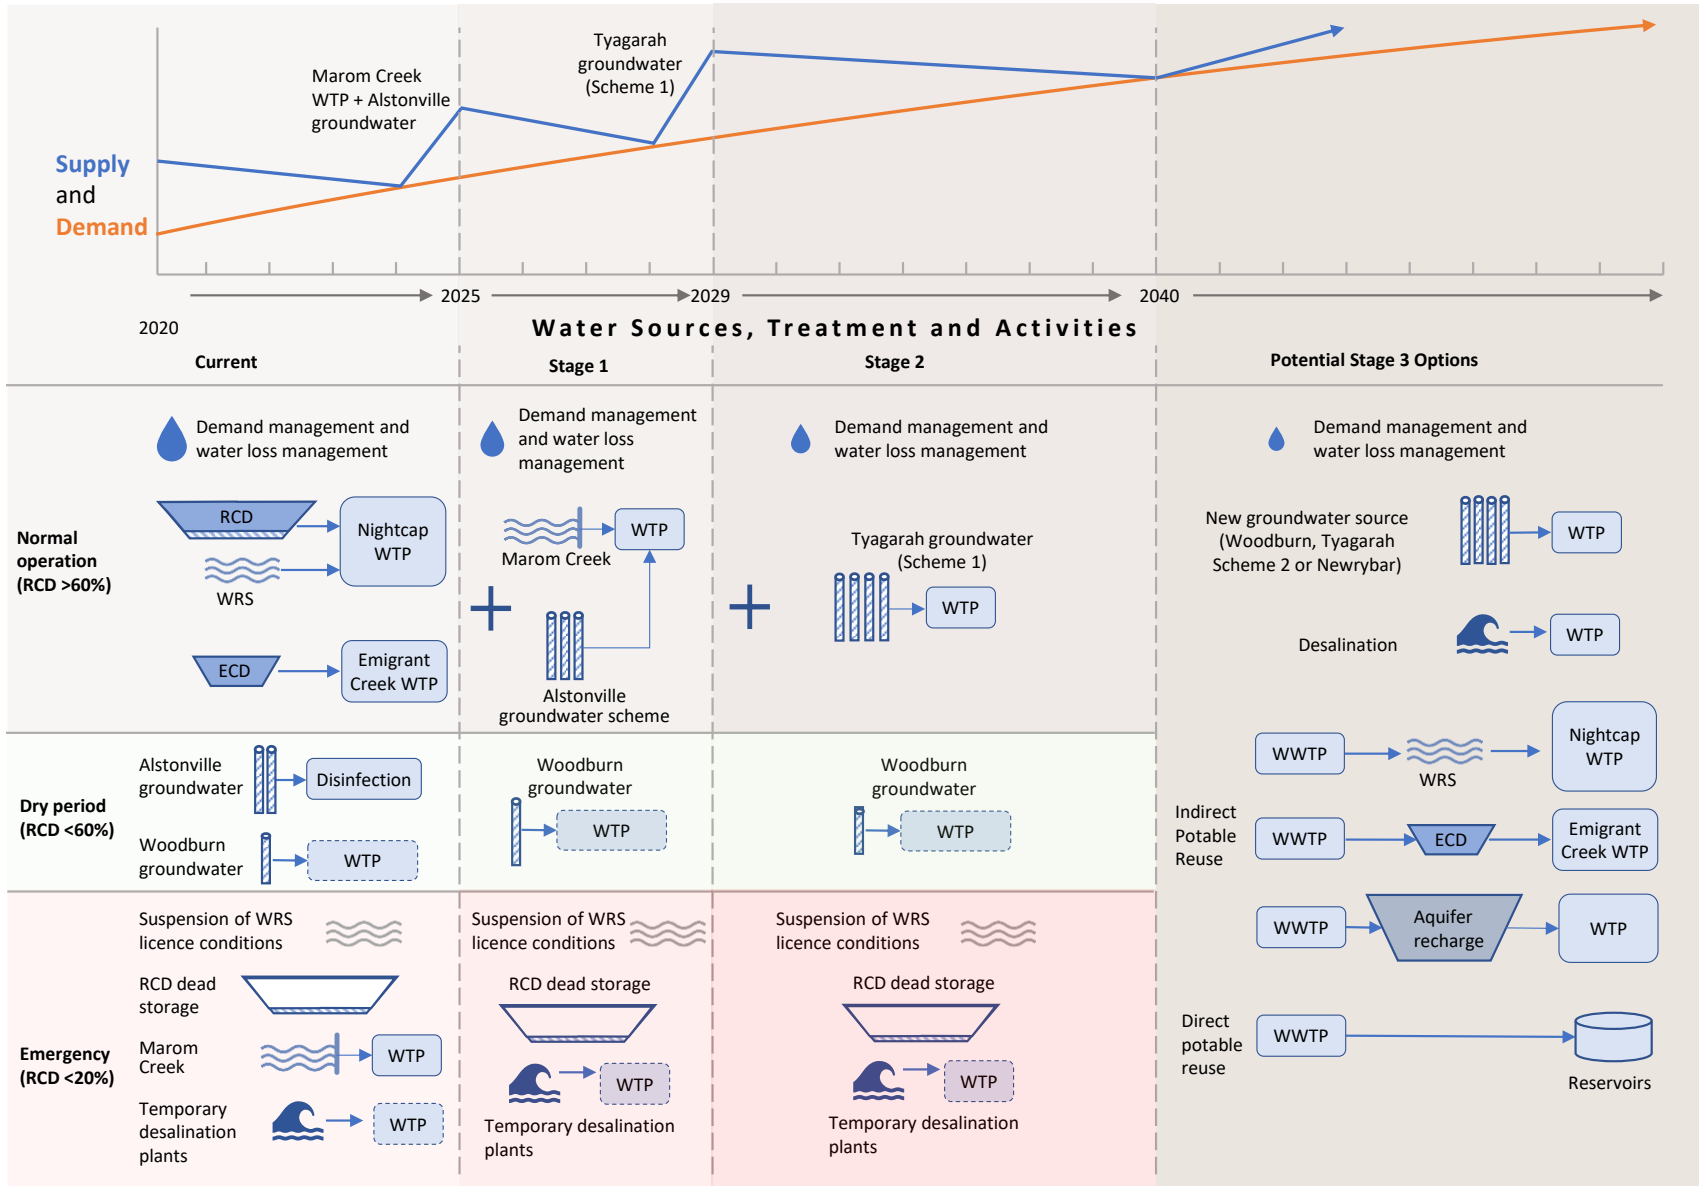 Marom Creek
WTP + Alstonville
groundwater
Tyagarah
groundwater
(Scheme 1)
Supply
and
Demand
2025
2029
2040
2020
Water Sources, Treatment and Activities
Current
Stage 1
Stage 2
Potential Stage 3 Options
Normal
operation
(RCD >60%)
Demand management and
water loss management
RCD
Nightcap
WTP
WRS
ECD
Emigrant
Creek WTP
Demand management
and water loss
management
WTP
Marom Creek
Alstonville
groundwater scheme
Demand management and
water loss management
Tyagarah groundwater
(Scheme 1)
WTP
Demand management and
water loss management
New groundwater source
(Woodburn, Tyagarah
Scheme 2 or Newrybar)
WTP
Desalination
WTP
WWTP
WRS
Nightcap
WTP
Indirect
Potable
Reuse
WWTP
ECD
Emigrant
Creek WTP
WWTP
Aquifer
recharge
WTP
Direct
potable
reuse
WWTP
Reservoirs
Dry period
(RCD <60%)
Alstonville
groundwater
Disinfection
Woodburn
groundwater
WTP
Woodburn
groundwater
WTP
Woodburn
groundwater
WTP
Emergency
(RCD <20%)
Suspension of WRS
licence conditions
RCD dead
storage
Marom
Creek
WTP
Temporary
desalination
plants
WTP
Suspension of WRS
licence conditions
RCD dead storage
WTP
Temporary desalination
plants
Suspension of WRS
licence conditions
RCD dead storage
WTP
Temporary desalination
plants